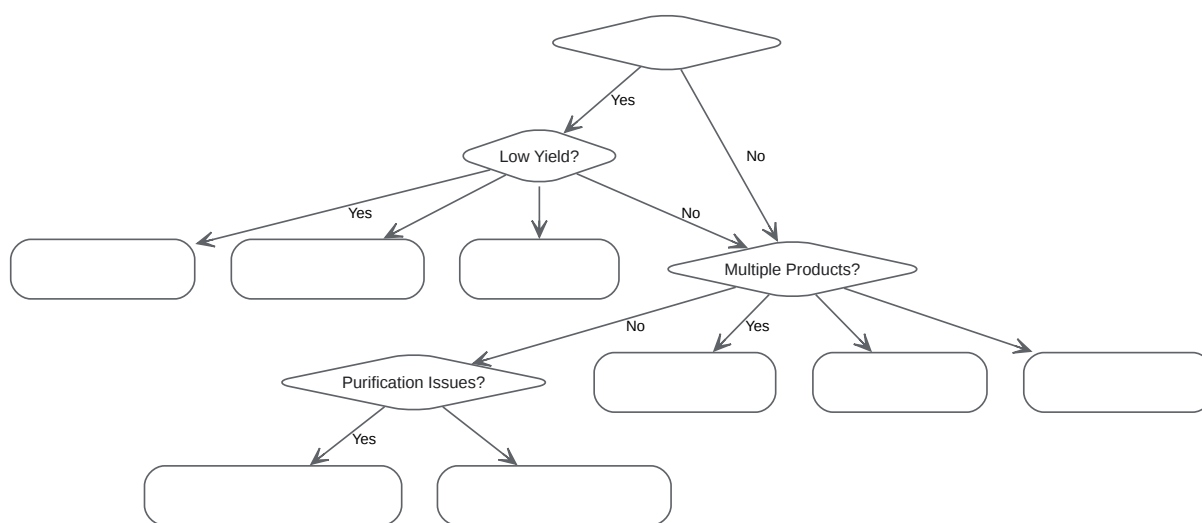 Yes
Low Yield?
No
Yes
No
Multiple Products?
No
Yes
Purification Issues?
Yes